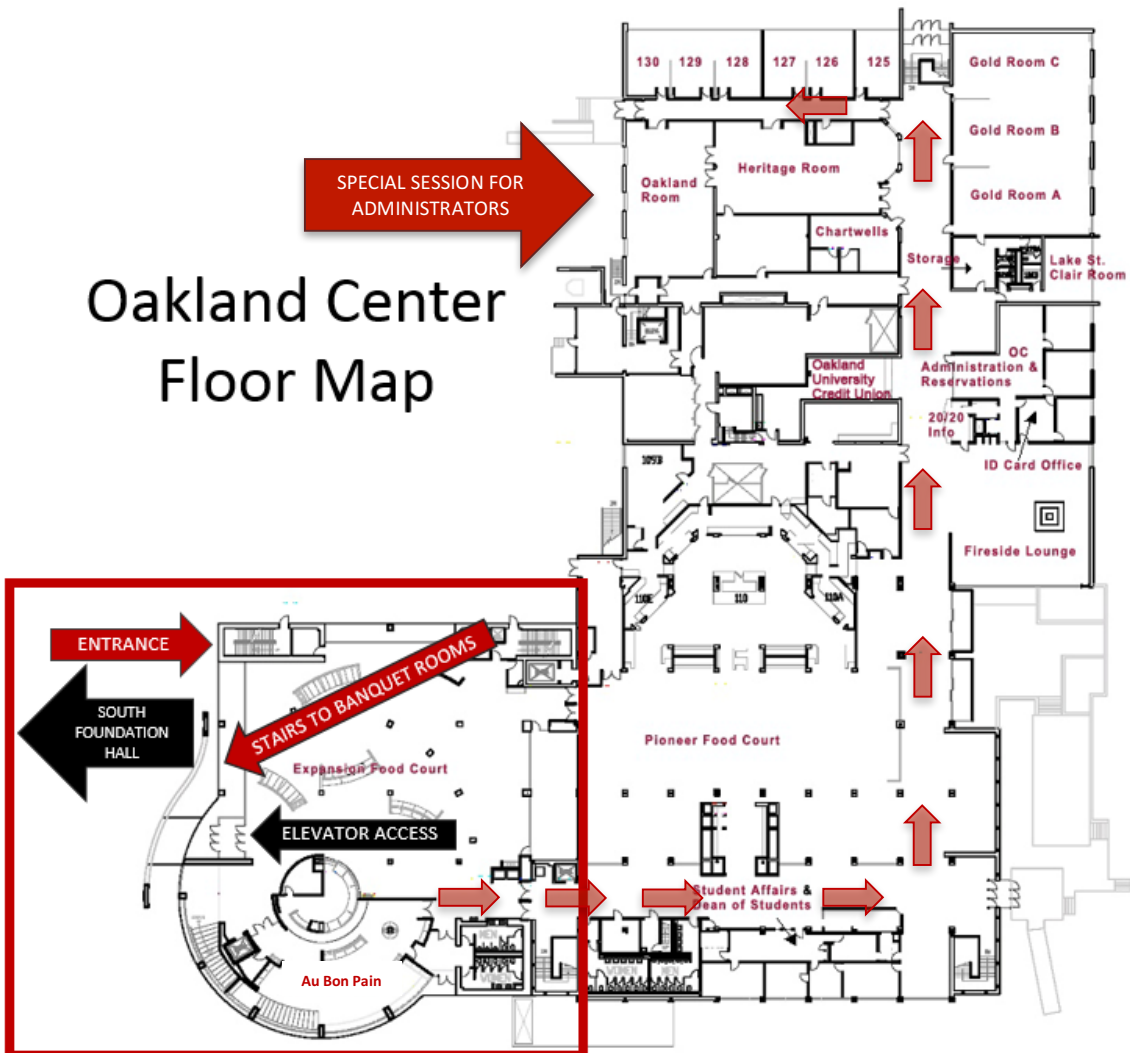 130 129 128 127 126 125
Gold Room C
Gold Room B
Gold Room A
SPECIAL SESSION FOR
ADMINISTRATORS
Oakland
Room
Heritage Room
Chartwells
Storage
Lake St.
Clair Room
Oakland Center
Floor Map
Oakland
University
Credit Union
OC
Administration &
Reservations
20/20
Info
ID Card Office
Fireside Lounge
109B
110E
110
110A
ENTRANCE
SOUTH
FOUNDATION
HALL
STAIRS TO BANQUET ROOMS
Expansion Food Court
ELEVATOR ACCESS
Pioneer Food Court
Student Affairs &
Dean of Students
MEN
WOMEN
WOMEN
MEN
Au Bon Pain